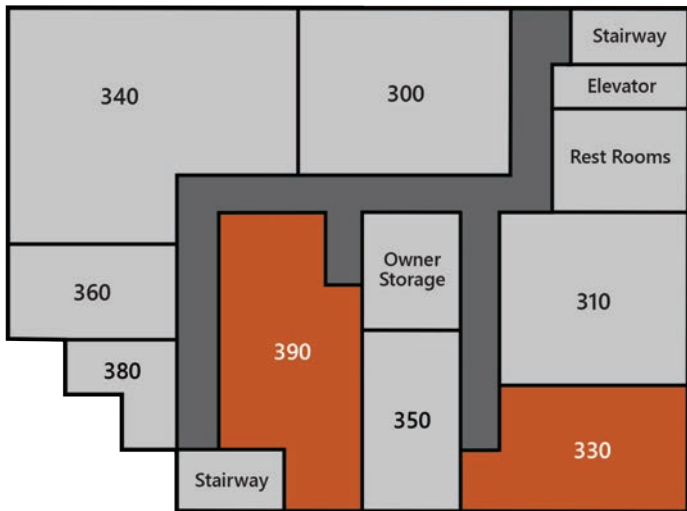 Stairway
340
300
Elevator
Rest Rooms
Owner
Storage
360
310
390
380
350
330
Stairway